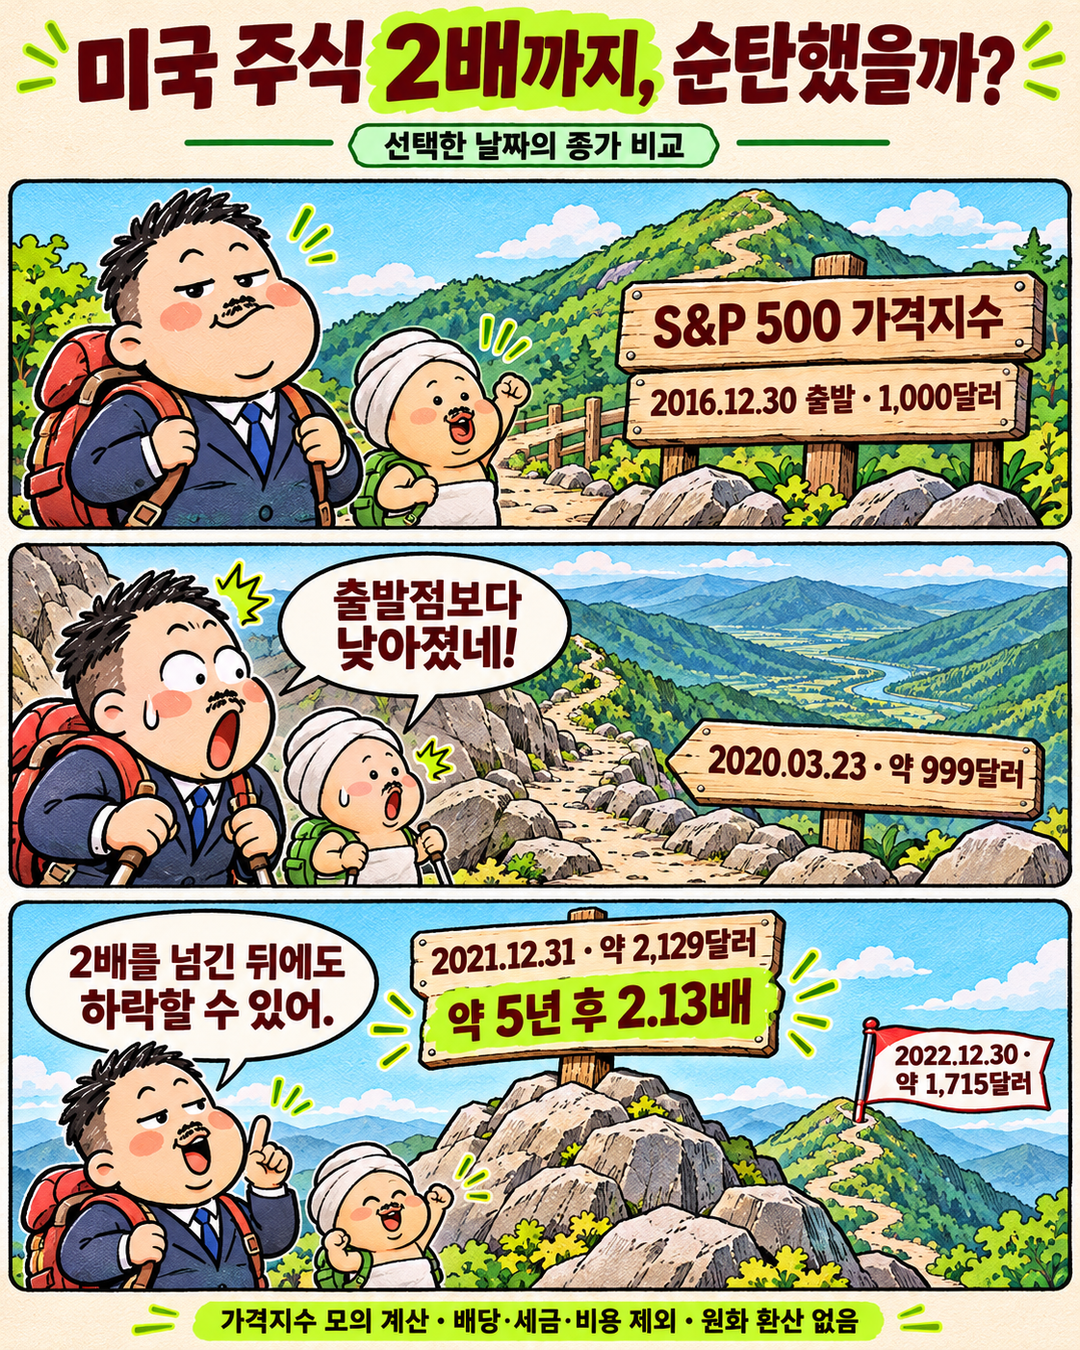 미국 주식 2배까지, 순탄했을까?
선택한 날짜의 종가 비교
S&P 500 가격지수
2016.12.30 출발 · 1,000달러
출발점보다
낮아졌네!
2020.03.23 · 약 999달러
2배를 넘긴 뒤에도
하락할 수 있어.
2021.12.31 · 약 2,129달러
약 5년 후 2.13배
2022.12.30 ·
약 1,715달러
가격지수 모의 계산 · 배당·세금·비용 제외 · 원화 환산 없음